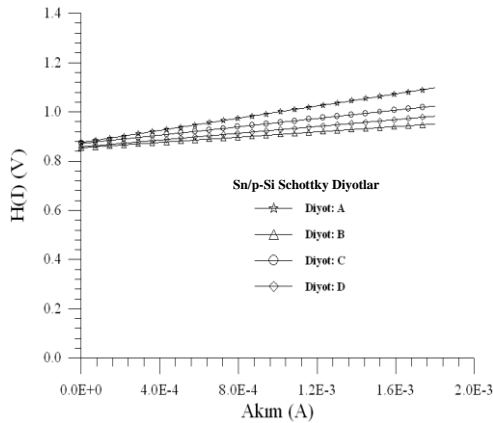 1.4
1.2
1.0
0.8
0.6
0.4
0.2
0.0
H(I) (V)
Sn/p-Si Schottky Diyotlar
Diyot: A
Diyot: B
Diyot: C
Diyot: D
0.0E+0 4.0E-4 8.0E-4 1.2E-3 1.6E-3 2.0E-3
Akım (A)